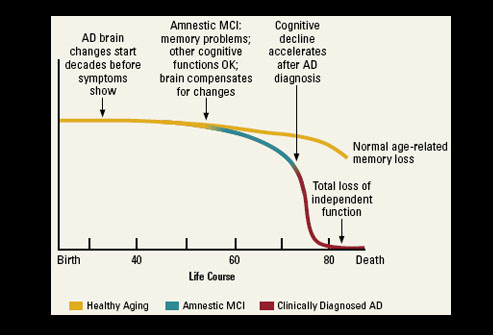 AD brain
changes start
decades before
symptoms
show
Amnestic MCI:
memory problems;
other cognitive
functions OK;
brain compensates
for changes
Cognitive
decline
accelerates
after AD
diagnosis
Normal age-related
memory loss
Total loss of
independent
function
Birth 40 60 80 Death
Life Course
Healthy Aging Amnestic MCI Clinically Diagnosed AD